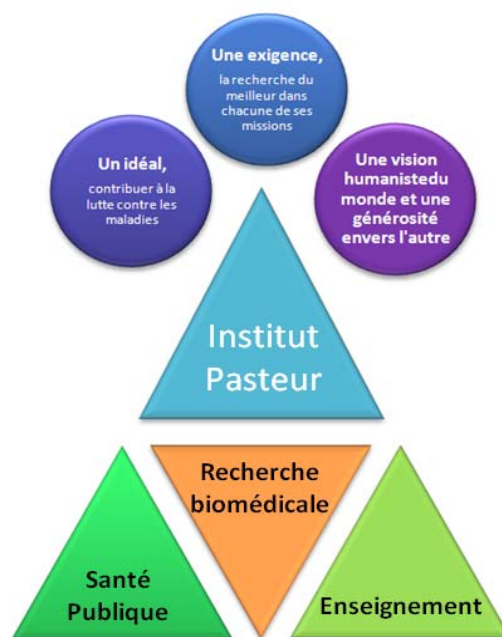 Une exigence,
la recherche du
meilleur dans
chacune de ses
missions
Un idéal,
contribuer à la
lutte contre les
maladies
Une vision
humanistedu
monde et une
générosité
envers l'autre
Institut
Pasteur
Recherche
biomédicale
Santé
Publique
Enseignement